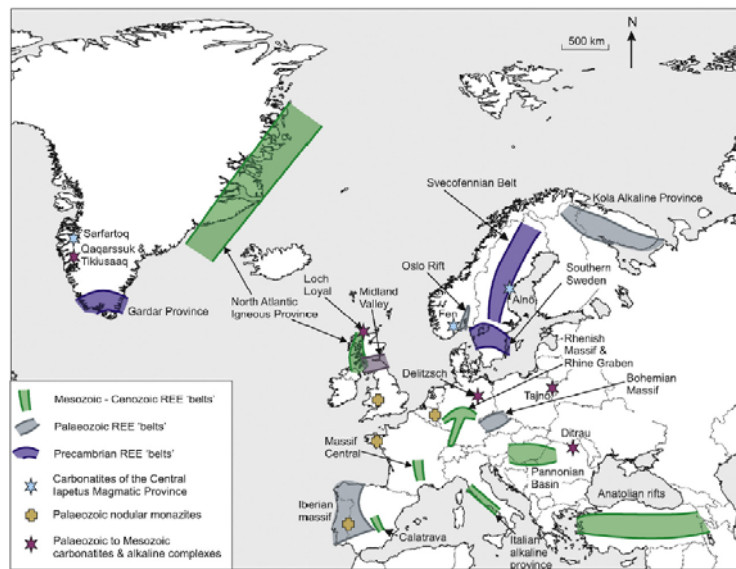 500 km
N
Svecofennian Belt
Kola Alkaline Province
Sarfartoq
Qaqarssuk &
Tikiusaaq
Gardar Province
North Atlantic
Igneous Province
Loch
Loyal
Midland
Valley
Oslo Rift
Fen
Alnö
Southern
Sweden
Rhenish
Massif &
Rhine Graben
Delitzsch
Tajno
Bohemian
Massif
Ditrau
Massif
Central
Pannonian
Basin
Anatolian rifts
Iberian
massif
Calatrava
Italian
alkaline
province
Mesozoic - Cenozoic REE 'belts'
Palaeozoic REE 'belts'
Precambrian REE 'belts'
Carbonatites of the Central
Iapetus Magmatic Province
Palaeozoic nodular monazites
Palaeozoic to Mesozoic
carbonatites & alkaline complexes